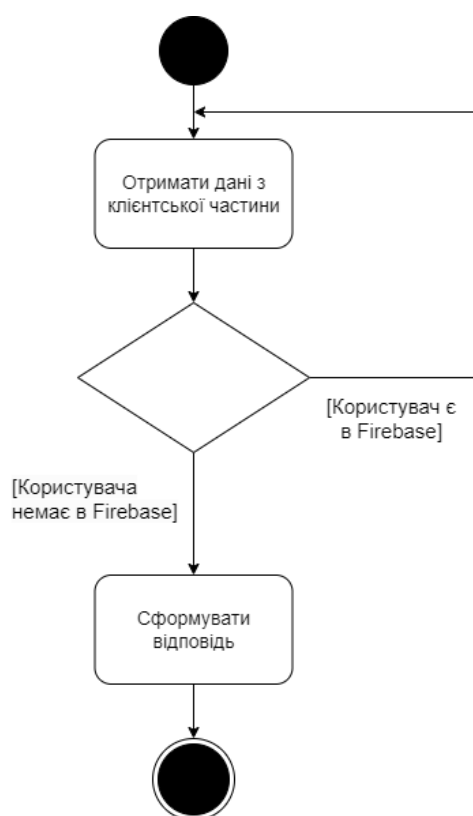 Отримати дані з
клієнтської частини
[Користувач є
в Firebase]
[Користувача
немає в Firebase]
Сформувати
відповідь